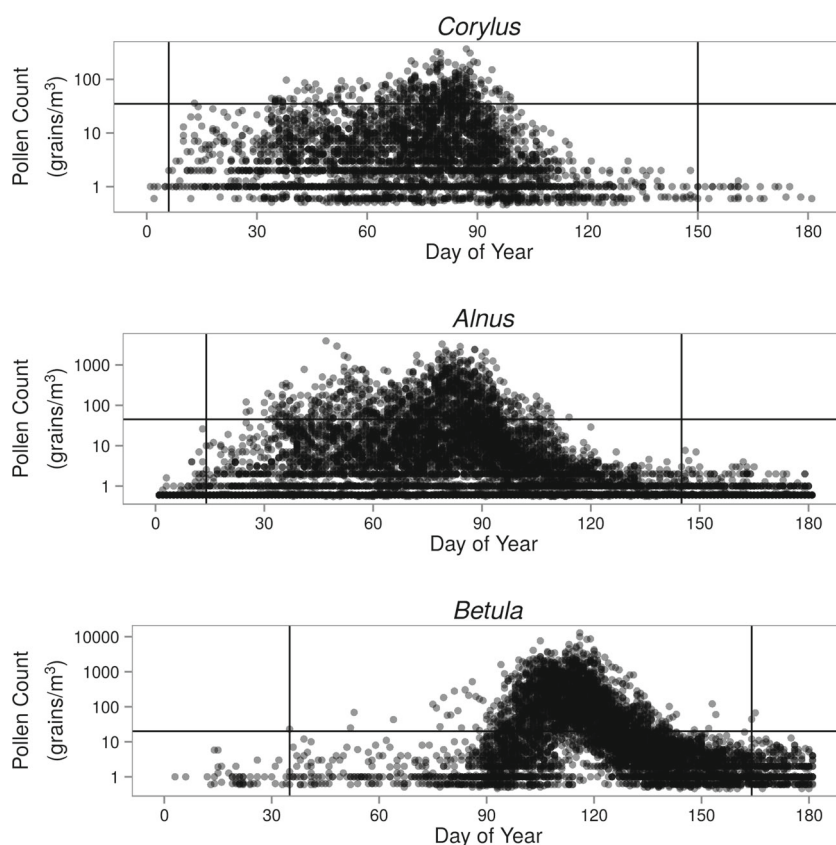 Corylus
Pollen Count
(grains/m³)
100
10
1
0 30 60 90 120 150 180
Day of Year
Alnus
Pollen Count
(grains/m³)
1000
100
10
1
0 30 60 90 120 150 180
Day of Year
Betula
Pollen Count
(grains/m³)
10000
1000
100
10
1
0 30 60 90 120 150 180
Day of Year